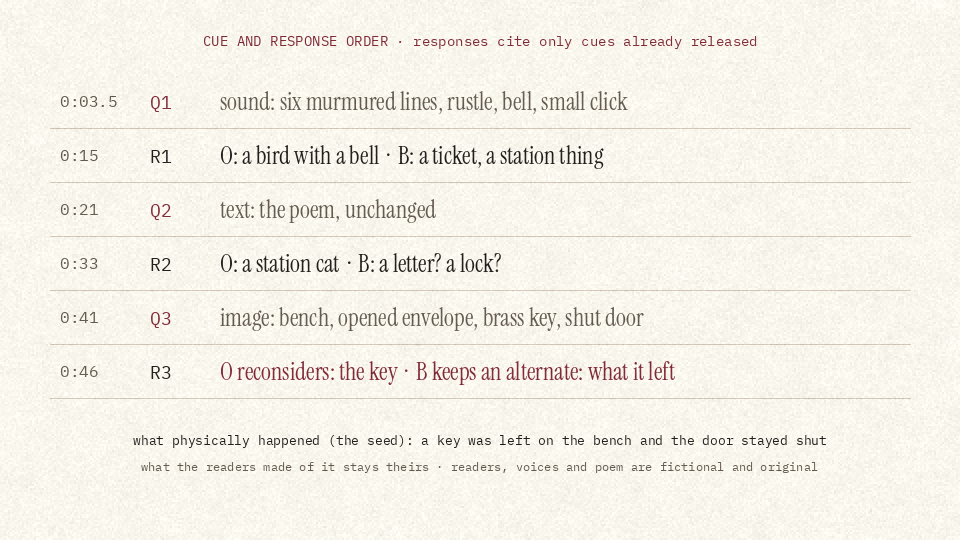 CUE AND RESPONSE ORDER · responses cite only cues already released
0:03.5 Q1 sound: six murmured lines, rustle, bell, small click
0:15 R1 O: a bird with a bell · B: a ticket, a station thing
0:21 Q2 text: the poem, unchanged
0:33 R2 O: a station cat · B: a letter? a lock?
0:41 Q3 image: bench, opened envelope, brass key, shut door
0:46 R3 O reconsiders: the key · B keeps an alternate: what it left
what physically happened (the seed): a key was left on the bench and the door stayed shut
what the readers made of it stays theirs · readers, voices and poem are fictional and original